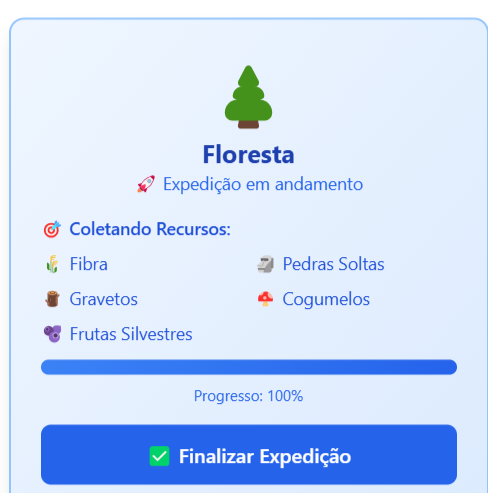 Floresta
Expedição em andamento
Coletando Recursos:
Fibra
Pedras Soltas
Gravetos
Cogumelos
Frutas Silvestres
Progresso: 100%
Finalizar Expedição